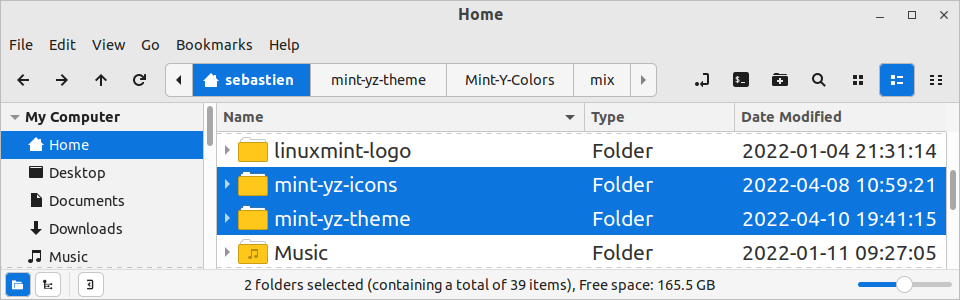 Home
File Edit View Go Bookmarks Help
sebastien mint-yz-theme Mint-Y-Colors mix
My Computer
Home
Desktop
Documents
Downloads
Music
Name Type Date Modified
linuxmint-logo Folder 2022-01-04 21:31:14
mint-yz-icons Folder 2022-04-08 10:59:21
mint-yz-theme Folder 2022-04-10 19:41:15
Music Folder 2022-01-11 09:27:05
2 folders selected (containing a total of 39 items), Free space: 165.5 GB